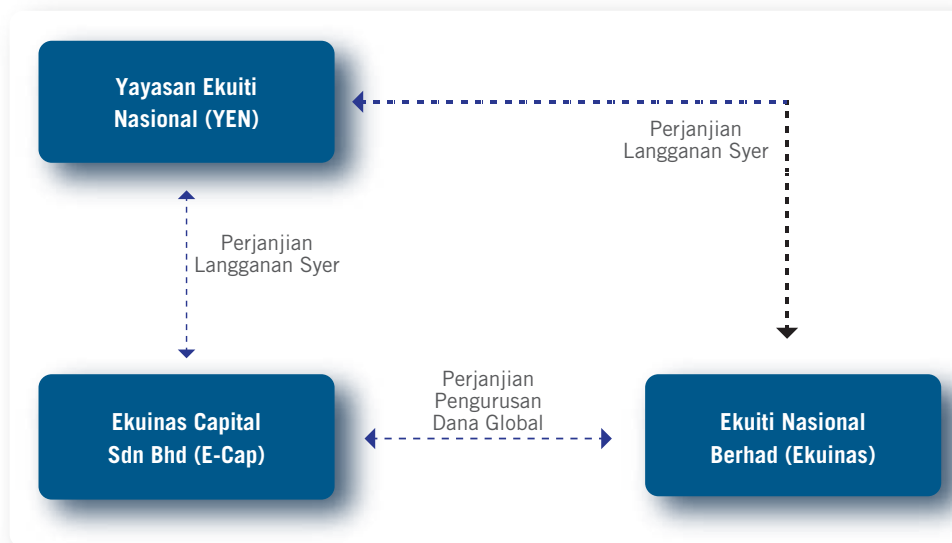 Yayasan Ekuiti
Nasional (YEN)
Perjanjian
Langganan Syer
Perjanjian
Langganan Syer
Ekuinas Capital
Sdn Bhd (E-Cap)
Perjanjian
Pengurusan
Dana Global
Ekuiti Nasional
Berhad (Ekuinas)